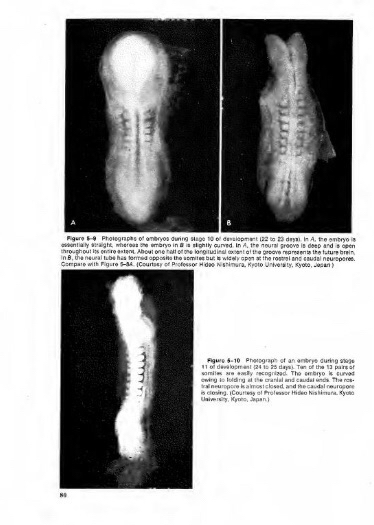 A
B
Figure 5–9 Photographs of embryos during stage 10 of development (22 to 23 days). In A, the embryo is
essentially straight, whereas the embryo in B is slightly curved. In A, the neural groove is deep and is open
throughout its entire extent. About one half of the longitudinal extent of the groove represents the future brain.
In B, the neural tube has formed opposite the somites but is widely open at the rostral and caudal neuropores.
Compare with Figure 5–8A. (Courtesy of Professor Hideo Nishimura, Kyoto University, Kyoto, Japan.)
Figure 5–10 Photograph of an embryo during stage
11 of development (24 to 25 days). Ten of the 13 pairs of
somites are easily recognized. The embryo is curved
owing to folding at the cranial and caudal ends. The ros-
tral neuropore is almost closed, and the caudal neuropore
is closing. (Courtesy of Professor Hideo Nishimura, Kyoto
University, Kyoto, Japan.)